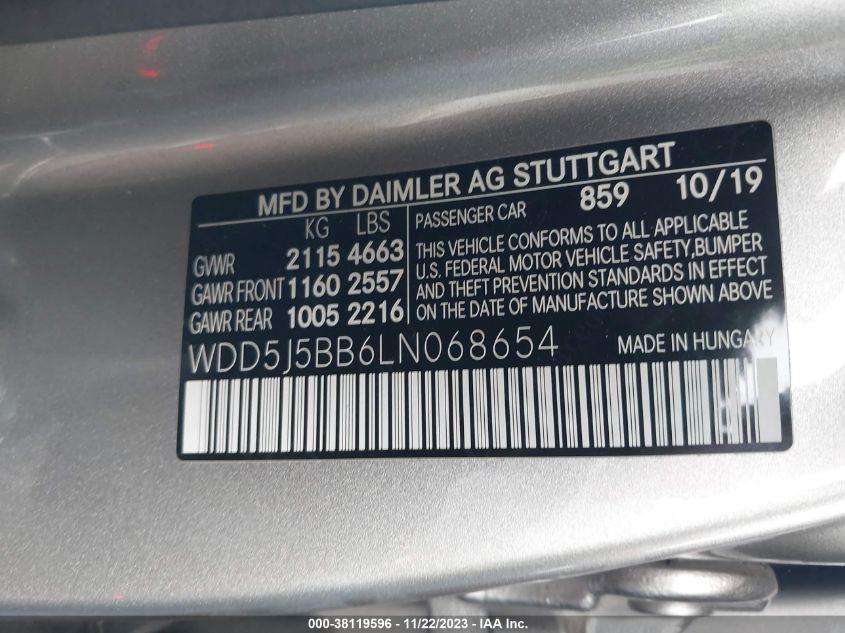 MFD BY DAIMLER AG STUTTGART
KG LBS
GVWR 2115 4663
GAWR FRONT 1160 2557
GAWR REAR 1005 2216
PASSENGER CAR 859 10/19
THIS VEHICLE CONFORMS TO ALL APPLICABLE
U.S. FEDERAL MOTOR VEHICLE SAFETY,BUMPER
AND THEFT PREVENTION STANDARDS IN EFFECT
ON THE DATE OF MANUFACTURE SHOWN ABOVE
WDD5J5BB6LN068654 MADE IN HUNGARY
000-38119596 - 11/22/2023 - IAA Inc.